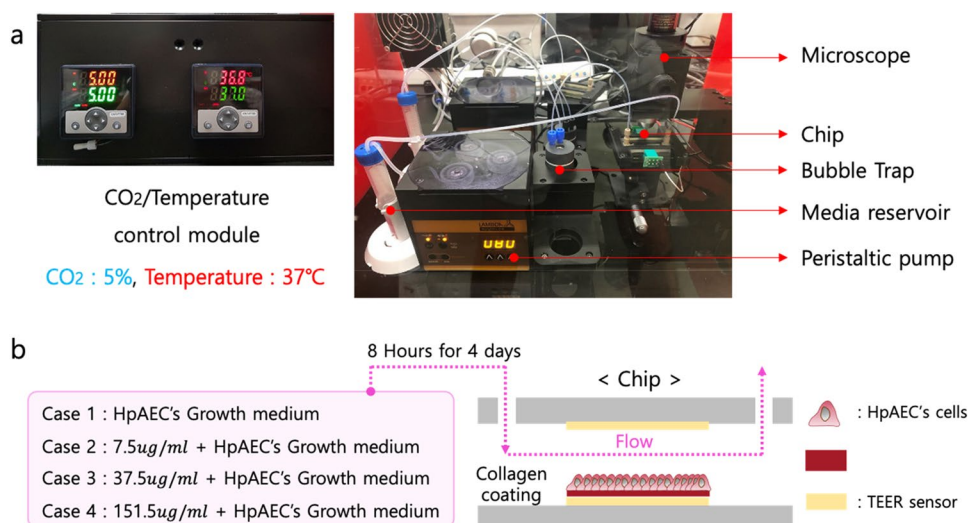 a
5.00
5.00
36.8
37.0
CO2/Temperature
control module
CO2 : 5%, Temperature : 37℃
Microscope
Chip
Bubble Trap
Media reservoir
Peristaltic pump
b
8 Hours for 4 days
Case 1 : HpAEC's Growth medium
Case 2 : 7.5ug/ml + HpAEC's Growth medium
Case 3 : 37.5ug/ml + HpAEC's Growth medium
Case 4 : 151.5ug/ml + HpAEC's Growth medium
< Chip >
Flow
Collagen
coating
: HpAEC's cells
: TEER sensor